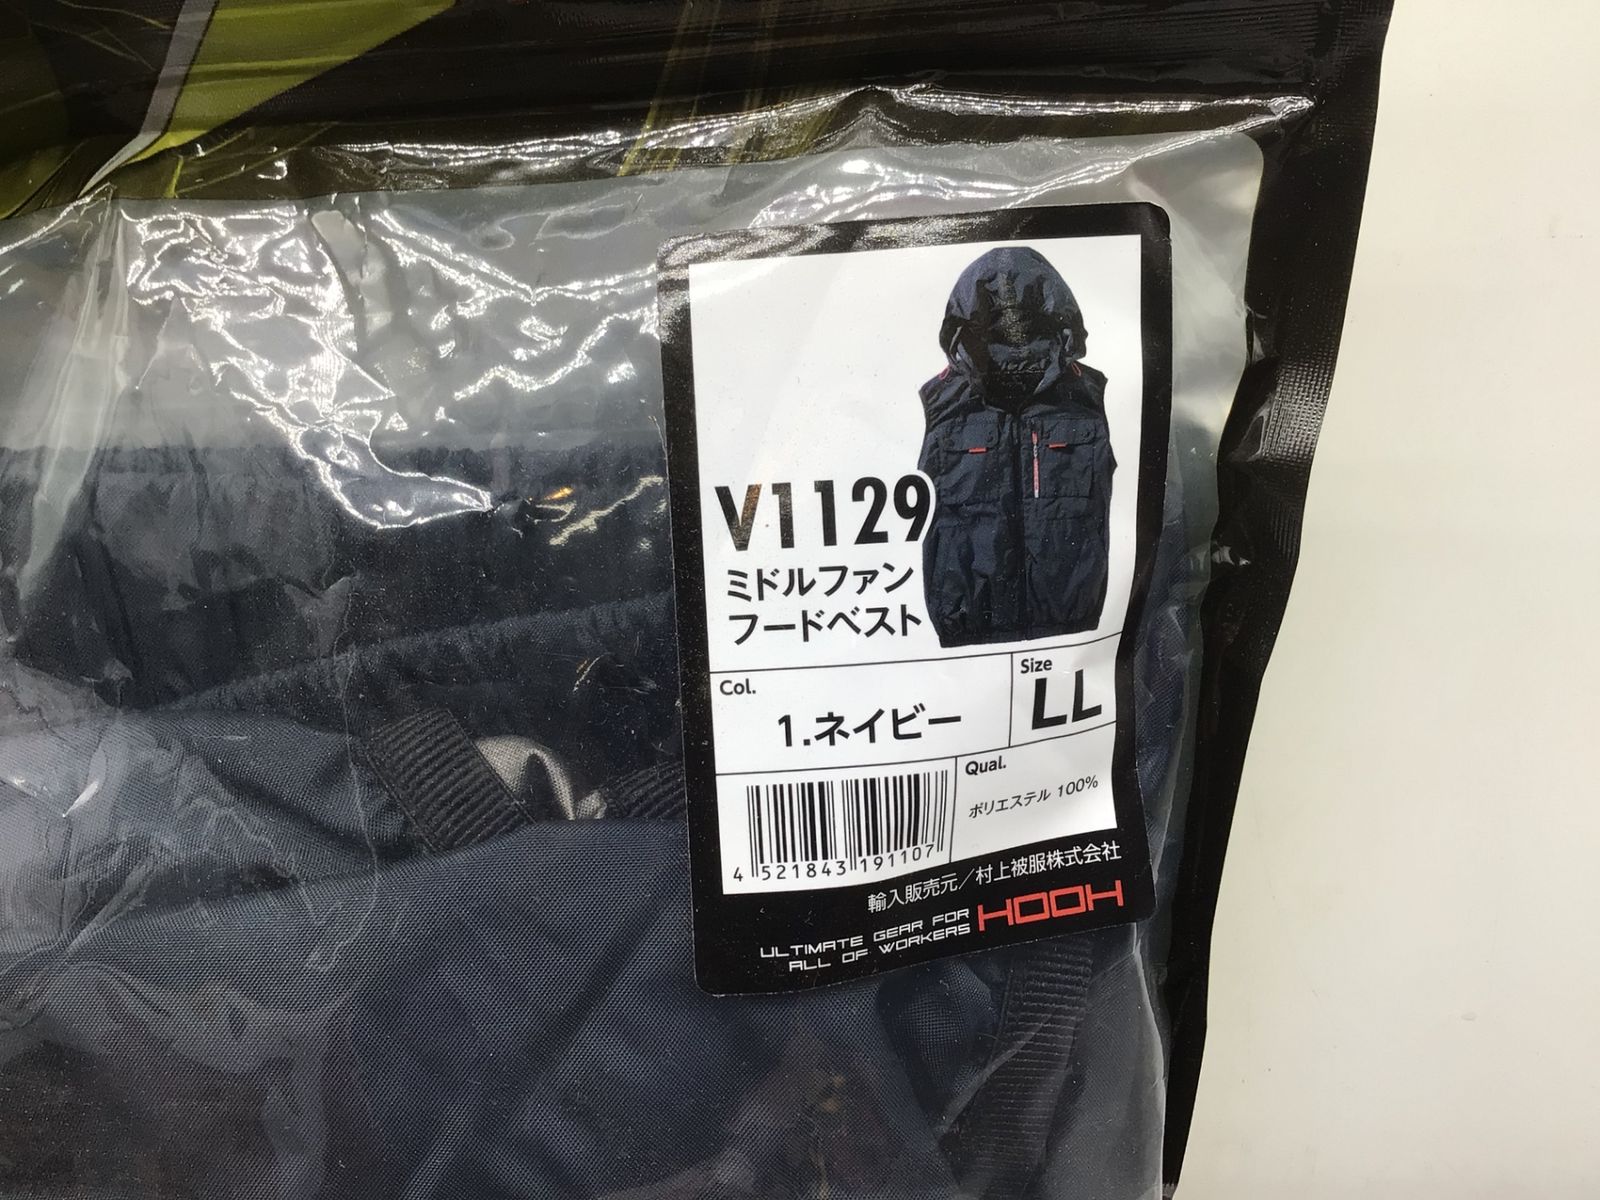 V1129
ミドルファン
フードベスト
Col.
1.ネイビー
Size
LL
Qual.
ポリエステル 100%
4 521843 191107
輸入販売元／村上被服株式会社
ULTIMATE GEAR FOR
ALL OF WORKERS
HOOH